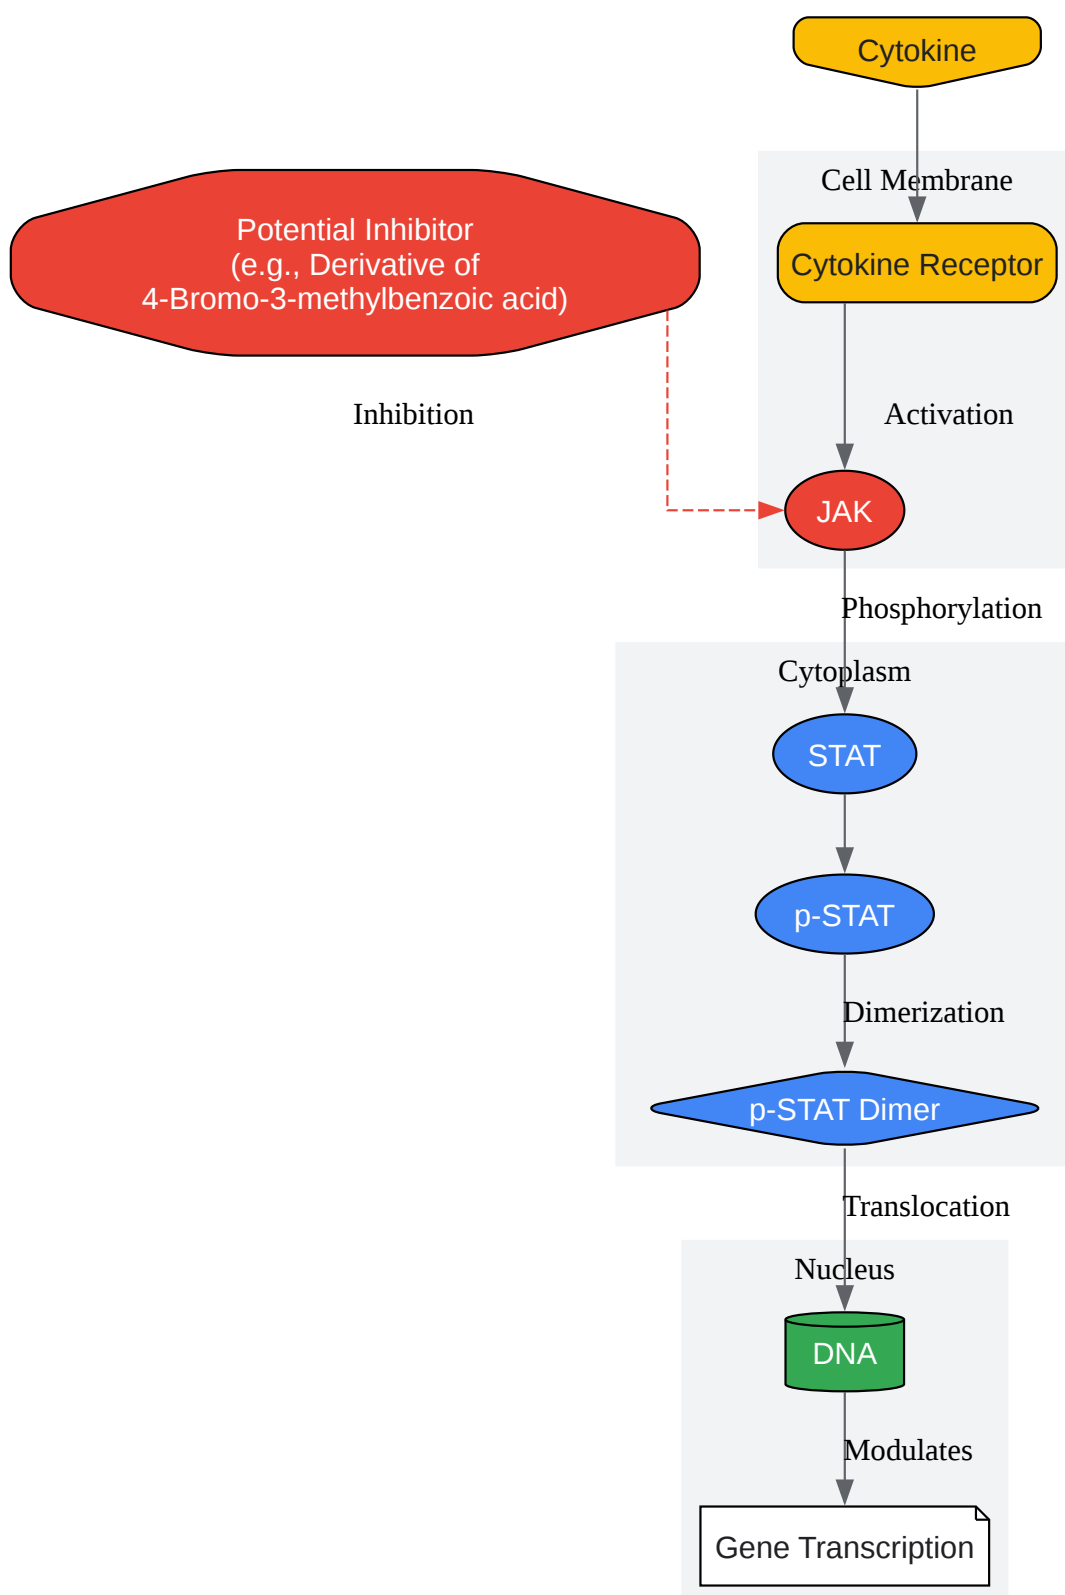 Cytokine
Cell Membrane
Potential Inhibitor
(e.g., Derivative of
4-Bromo-3-methylbenzoic acid)
Cytokine Receptor
Inhibition
Activation
JAK
Phosphorylation
Cytoplasm
STAT
p-STAT
Dimerization
p-STAT Dimer
Translocation
Nucleus
DNA
Modulates
Gene Transcription